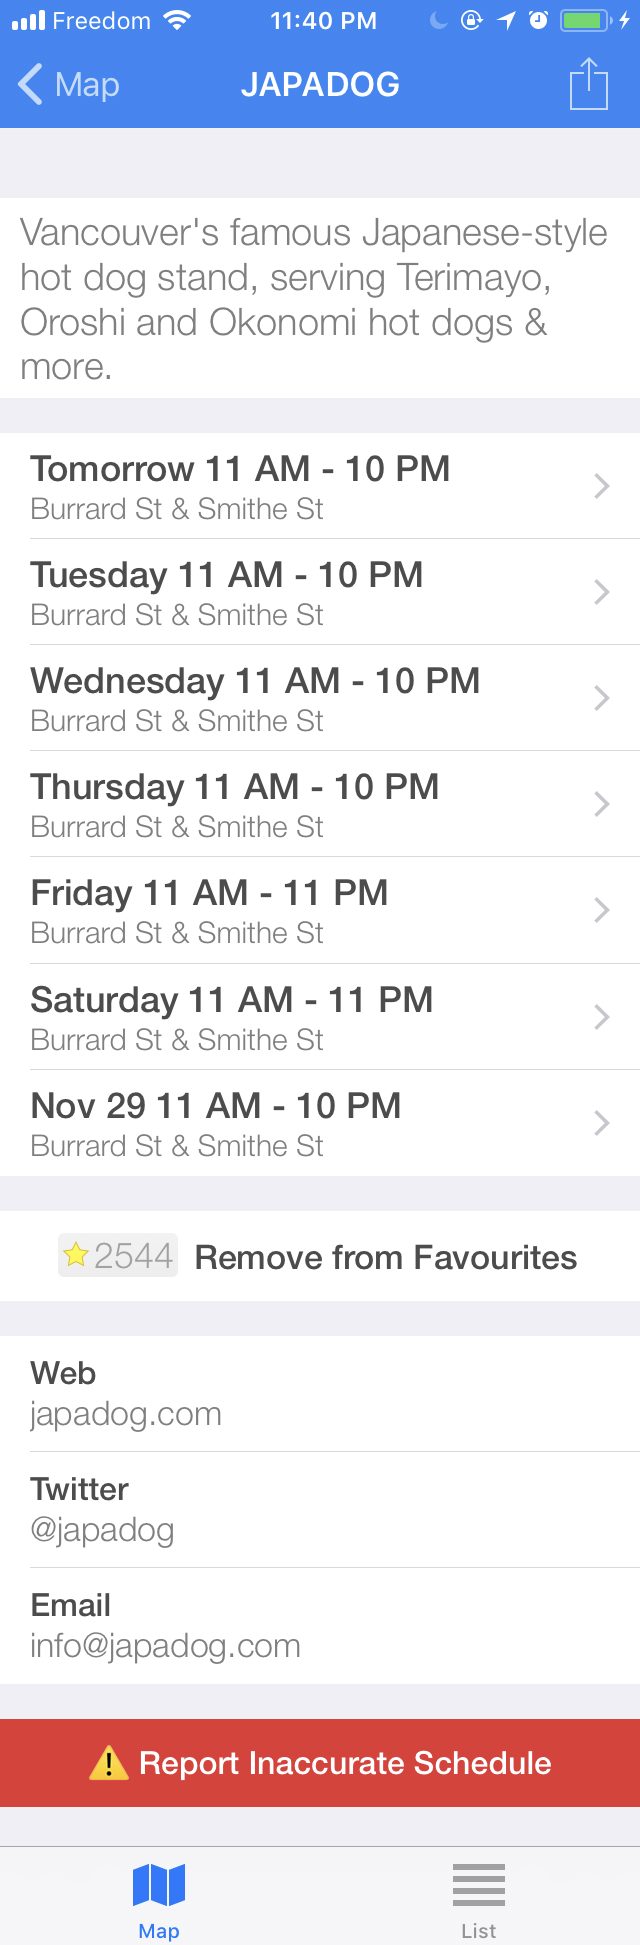 Freedom 11:40 PM
Map JAPADOG
Vancouver's famous Japanese-style
hot dog stand, serving Terimayo,
Oroshi and Okonomi hot dogs &
more.
Tomorrow 11 AM - 10 PM
Burrard St & Smithe St
Tuesday 11 AM - 10 PM
Burrard St & Smithe St
Wednesday 11 AM - 10 PM
Burrard St & Smithe St
Thursday 11 AM - 10 PM
Burrard St & Smithe St
Friday 11 AM - 11 PM
Burrard St & Smithe St
Saturday 11 AM - 11 PM
Burrard St & Smithe St
Nov 29 11 AM - 10 PM
Burrard St & Smithe St
2544 Remove from Favourites
Web
japadog.com
Twitter
@japadog
Email
info@japadog.com
Report Inaccurate Schedule
Map List